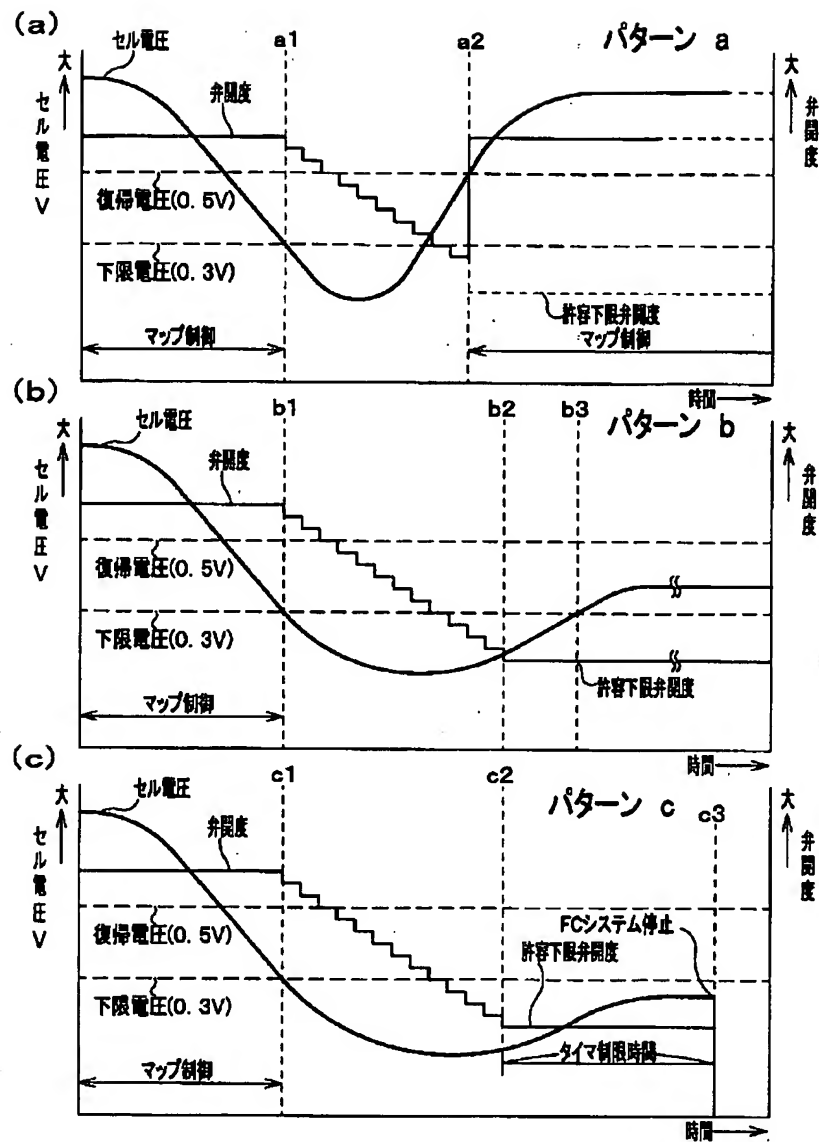 (a)
a1
a2
パターン a
セル電圧
弁開度
大
セル電圧V
大
弁開度
復帰電圧(0.5V)
下限電圧(0.3V)
許容下限弁開度
マップ制御
マップ制御
時間
(b)
b1
b2
b3
パターン b
セル電圧
弁開度
大
セル電圧V
大
弁開度
復帰電圧(0.5V)
下限電圧(0.3V)
許容下限弁開度
マップ制御
時間
(c)
c1
c2
c3
パターン c
セル電圧
弁開度
大
セル電圧V
大
弁開度
復帰電圧(0.5V)
FCシステム停止
許容下限弁開度
下限電圧(0.3V)
タイマ制限時間
マップ制御
時間